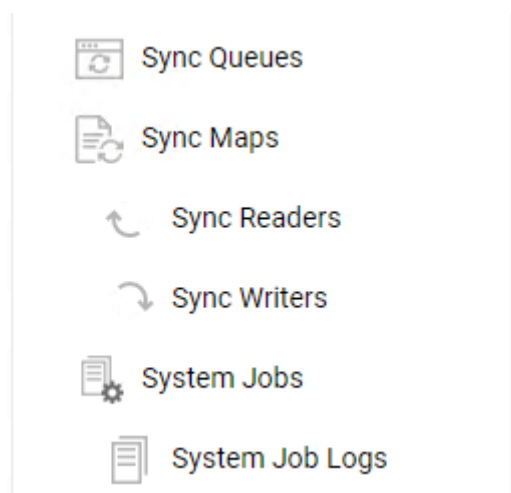 Sync Queues
Sync Maps
Sync Readers
Sync Writers
System Jobs
System Job Logs